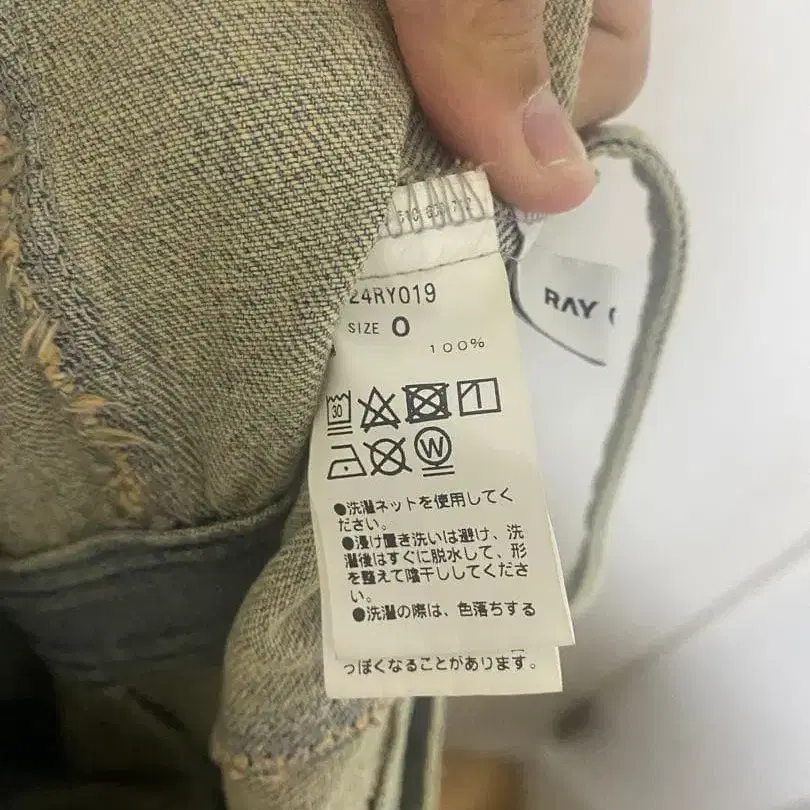 24RY019
SIZE 0
100%
RAY
30
W
●洗濯ネットを使用してく
ださい。
●浸け置き洗いは避け、洗
濯後はすぐに脱水して、形
を整えて陰干ししてくださ
い。
●洗濯の際は、色落ちする
っぽくなることがあります。